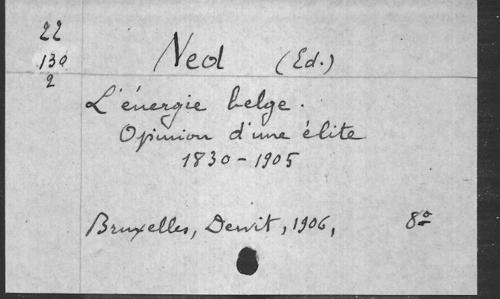 22
130
2
Ned (Ed.)
L'énergie belge.
Opinion d'une élite
1830-1905
Bruxelles, Dewit, 1906, 8°